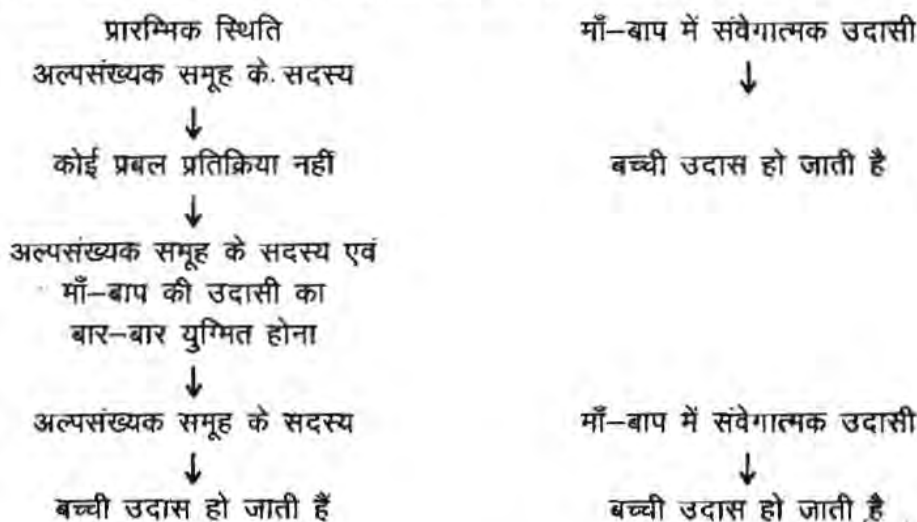 प्रारम्भिक स्थिति
अल्पसंख्यक समूह के सदस्य
↓
कोई प्रबल प्रतिक्रिया नहीं
↓
अल्पसंख्यक समूह के सदस्य एवं
माँ–बाप की उदासी का
बार–बार युग्मित होना
↓
अल्पसंख्यक समूह के सदस्य
↓
बच्ची उदास हो जाती हैं
माँ–बाप में संवेगात्मक उदासी
↓
बच्ची उदास हो जाती है
माँ–बाप में संवेगात्मक उदासी
↓
बच्ची उदास हो जाती है